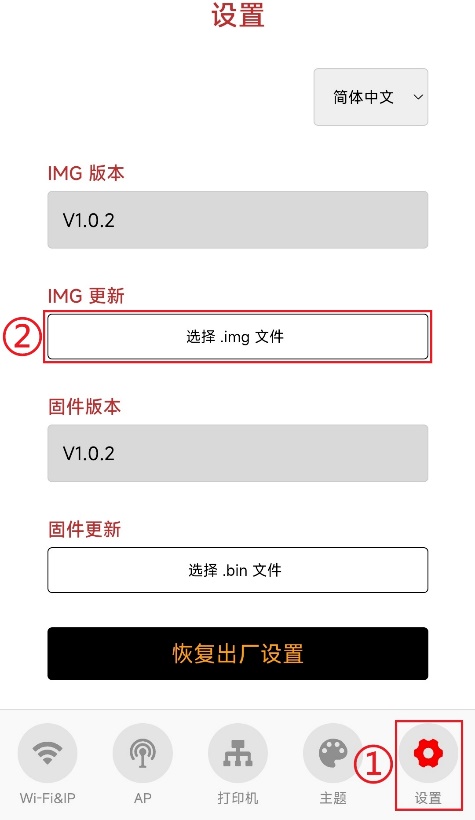 设置
简体中文
IMG 版本
V1.0.2
IMG 更新
②
选择 .img 文件
固件版本
V1.0.2
固件更新
选择 .bin 文件
恢复出厂设置
①
Wi-Fi&IP
AP
打印机
主题
设置